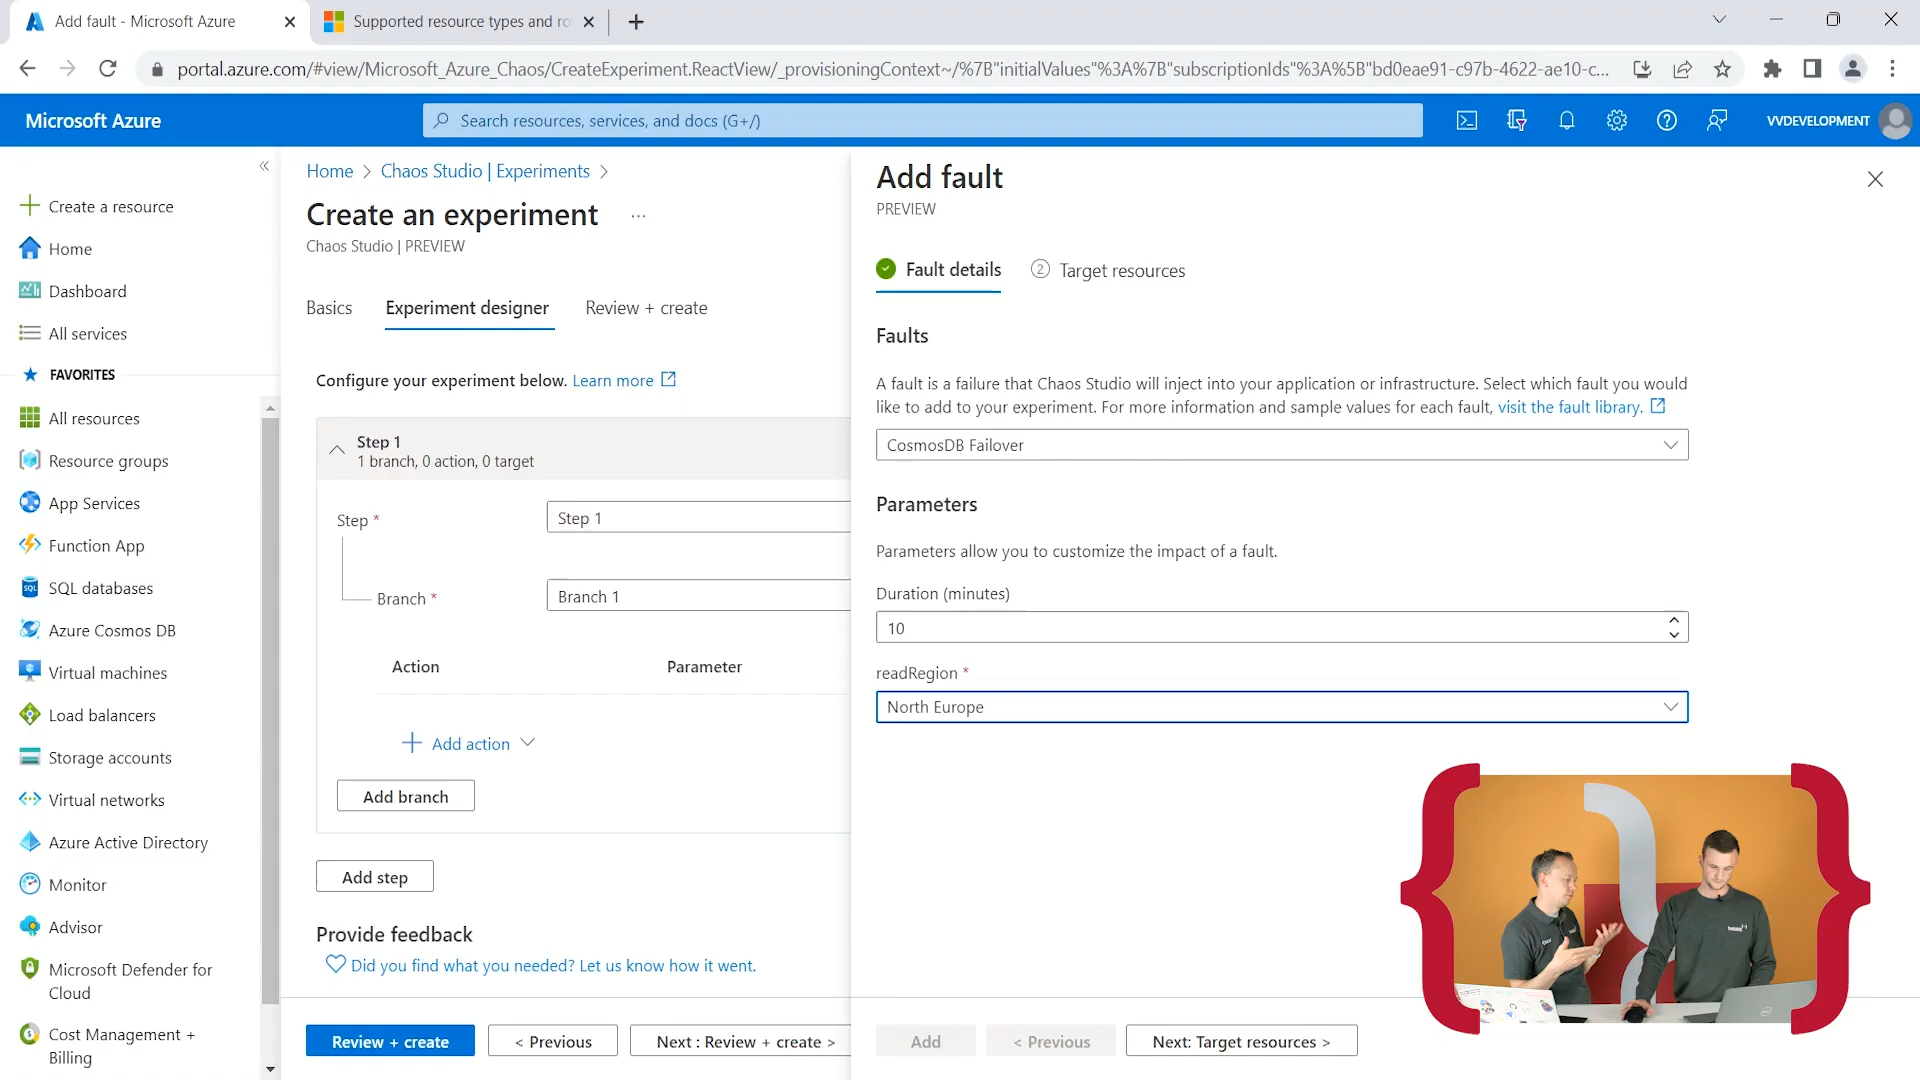 Add fault - Microsoft Azure
Supported resource types and ro
portal.azure.com/#view/Microsoft_Azure_Chaos/CreateExperiment.ReactView/_provisioningContext~/%7B"initialValues"%3A%7B"subscriptionIds"%3A%5B"bd0eae91-c97b-4622-ae10-c...
Microsoft Azure
Search resources, services, and docs (G+/)
VVDEVELOPMENT
Create a resource
Home
Dashboard
All services
FAVORITES
All resources
Resource groups
App Services
Function App
SQL databases
Azure Cosmos DB
Virtual machines
Load balancers
Storage accounts
Virtual networks
Azure Active Directory
Monitor
Advisor
Microsoft Defender for
Cloud
Cost Management +
Billing
Home > Chaos Studio | Experiments >
Create an experiment ...
Chaos Studio | PREVIEW
Basics
Experiment designer
Review + create
Configure your experiment below. Learn more
Step 1
1 branch, 0 action, 0 target
Step *
Step 1
Branch *
Branch 1
Action
Parameter
Add action
Add branch
Add step
Provide feedback
Did you find what you needed? Let us know how it went.
Review + create
< Previous
Next : Review + create >
Add fault
PREVIEW
Fault details
2 Target resources
Faults
A fault is a failure that Chaos Studio will inject into your application or infrastructure. Select which fault you would
like to add to your experiment. For more information and sample values for each fault, visit the fault library.
CosmosDB Failover
Parameters
Parameters allow you to customize the impact of a fault.
Duration (minutes)
10
readRegion *
North Europe
Add
< Previous
Next: Target resources >